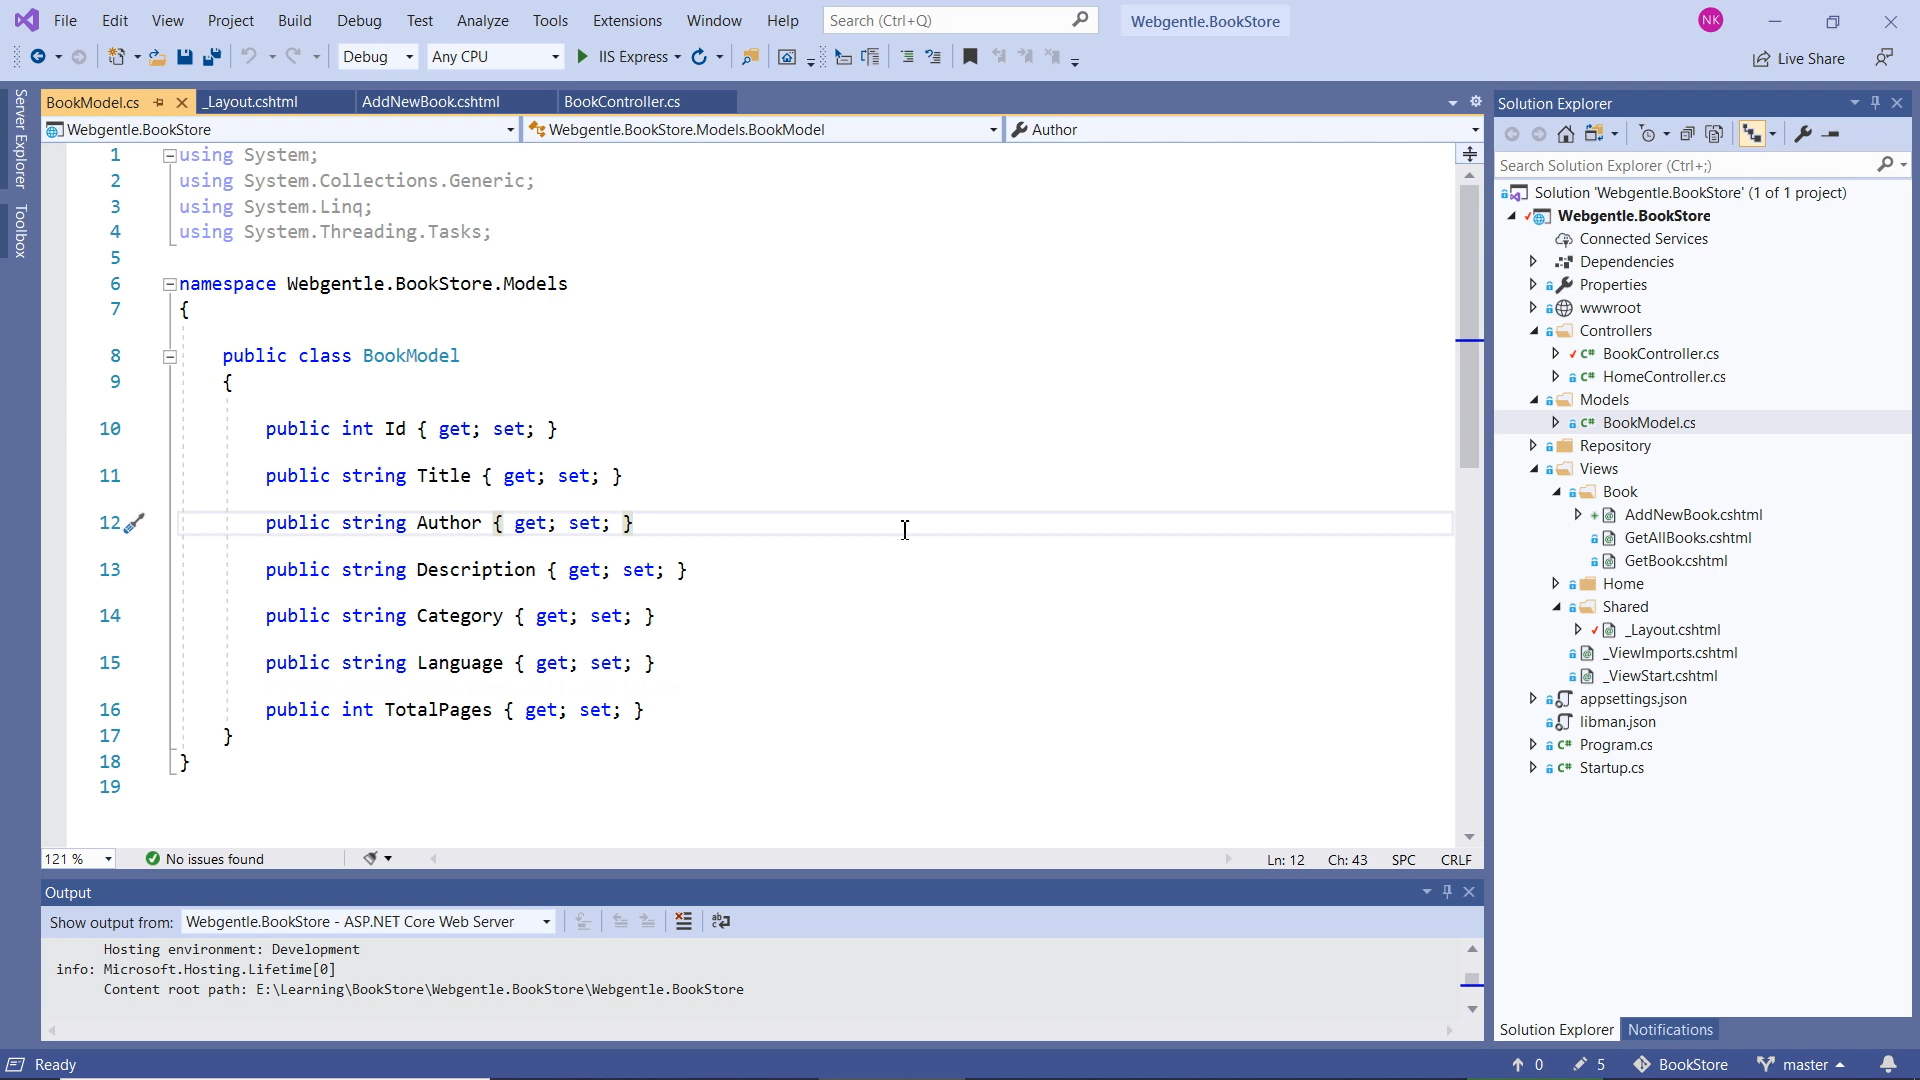 File Edit View Project Build Debug Test Analyze Tools Extensions Window Help Search (Ctrl+Q) Webgentle.BookStore NK
Debug Any CPU IIS Express Live Share
Server Explorer
Toolbox
BookModel.cs _Layout.cshtml AddNewBook.cshtml BookController.cs
Webgentle.BookStore Webgentle.BookStore.Models.BookModel Author
1 using System;
2 using System.Collections.Generic;
3 using System.Linq;
4 using System.Threading.Tasks;
5
6 namespace Webgentle.BookStore.Models
7 {
8 public class BookModel
9 {
10 public int Id { get; set; }
11 public string Title { get; set; }
12 public string Author { get; set; }
13 public string Description { get; set; }
14 public string Category { get; set; }
15 public string Language { get; set; }
16 public int TotalPages { get; set; }
17 }
18 }
19
121 % No issues found Ln: 12 Ch: 43 SPC CRLF
Output
Show output from: Webgentle.BookStore - ASP.NET Core Web Server
Hosting environment: Development
info: Microsoft.Hosting.Lifetime[0]
Content root path: E:\Learning\BookStore\Webgentle.BookStore\Webgentle.BookStore
Solution Explorer
Search Solution Explorer (Ctrl+;)
Solution 'Webgentle.BookStore' (1 of 1 project)
Webgentle.BookStore
Connected Services
Dependencies
Properties
wwwroot
Controllers
C# BookController.cs
C# HomeController.cs
Models
C# BookModel.cs
Repository
Views
Book
AddNewBook.cshtml
GetAllBooks.cshtml
GetBook.cshtml
Home
Shared
_Layout.cshtml
_ViewImports.cshtml
_ViewStart.cshtml
appsettings.json
libman.json
C# Program.cs
C# Startup.cs
Solution Explorer Notifications
Ready 0 5 BookStore master